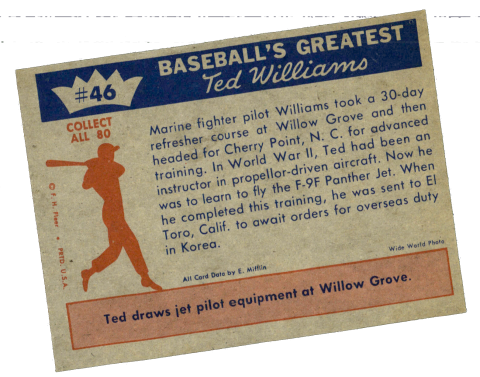 BASEBALL'S GREATEST
Ted Williams
#46
COLLECT
ALL 80
Marine fighter pilot Williams took a 30-day
refresher course at Willow Grove and then
headed for Cherry Point, N. C. for advanced
training. In World War II, Ted had been an
instructor in propellor-driven aircraft. Now he
was to learn to fly the F-9F Panther Jet. When
he completed this training, he was sent to El
Toro, Calif. to await orders for overseas duty
in Korea.
All Card Data by E. Mifflin
Wide World Photo
© F. H. Fleer • PRTD. U.S.A.
Ted draws jet pilot equipment at Willow Grove.